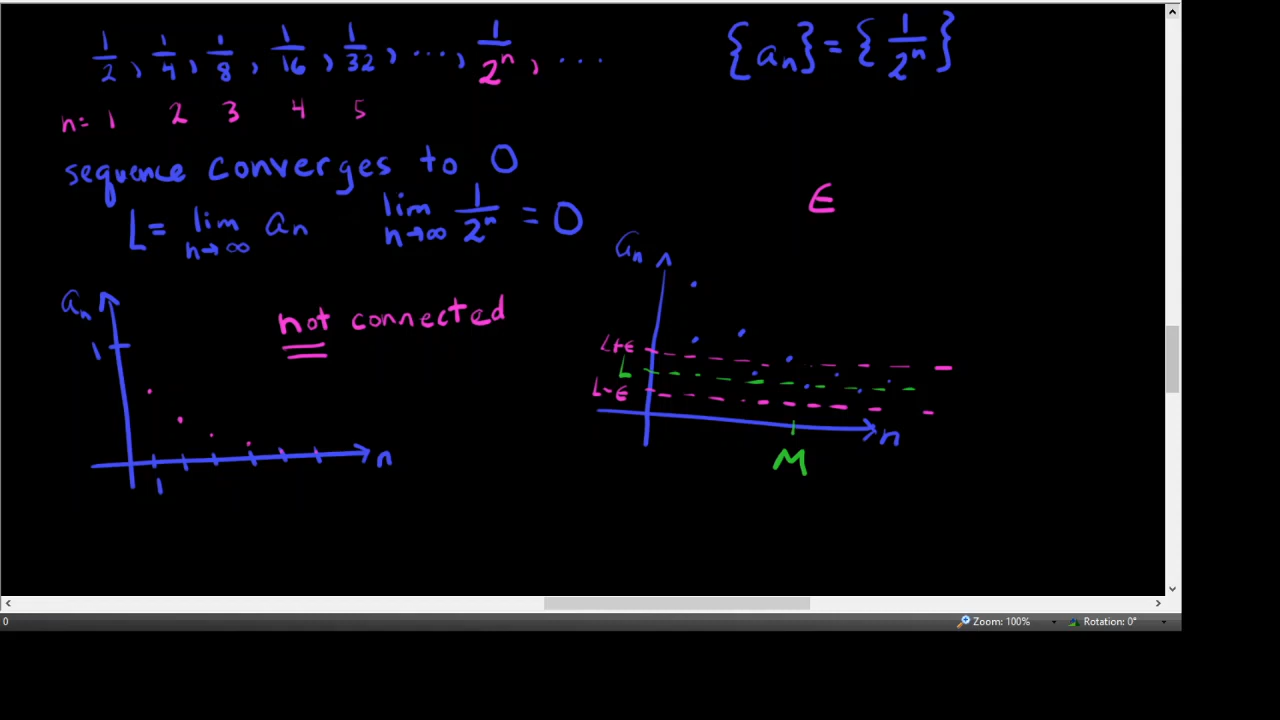 1/2, 1/4, 1/8, 1/16, 1/32, ..., 1/2^n, ...
{a_n} = {1/2^n}
n= 1 2 3 4 5
sequence converges to 0
ϵ
L = lim n→∞ a_n
lim n→∞ 1/2^n = 0
a_n
1
1
n
not connected
a_n
L+ϵ
L
L-ϵ
n
M
0
Zoom: 100%
Rotation: 0°